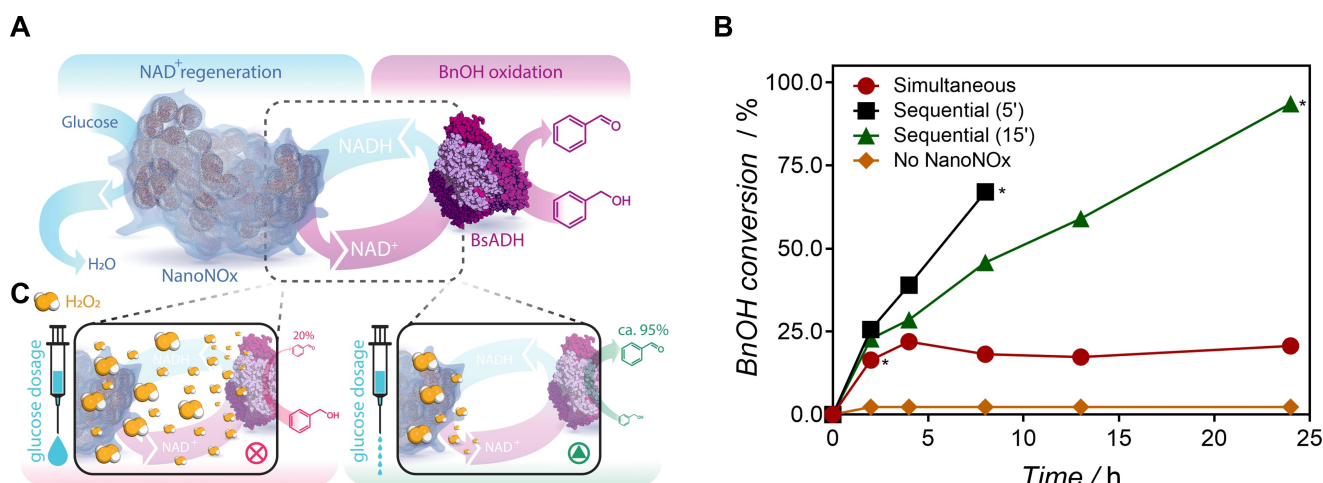 A
NAD⁺regeneration
BnOH oxidation
Glucose
NADH
O
OH
NAD⁺
BsADH
H₂O
NanoNOx
C
H₂O₂
glucose dosage
NADH
20%
O
OH
NAD⁺
glucose dosage
NADH
ca. 95%
O
OH
NAD⁺
B
BnOH conversion / %
100.0
75.0
50.0
25.0
0.0
Simultaneous
Sequential (5')
Sequential (15')
No NanoNOx
*
*
*
0
5
10
15
20
25
Time / h